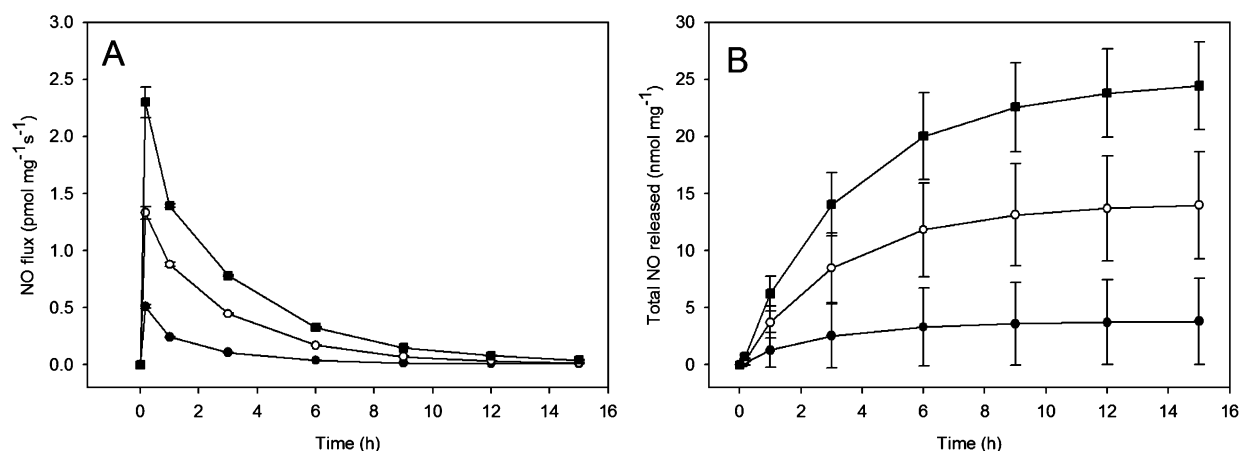 A
NO flux (pmol mg⁻¹s⁻¹)
3.0
2.5
2.0
1.5
1.0
0.5
0.0
0 2 4 6 8 10 12 14 16
Time (h)
B
Total NO released (nmol mg⁻¹)
30
25
20
15
10
5
0
0 2 4 6 8 10 12 14 16
Time (h)